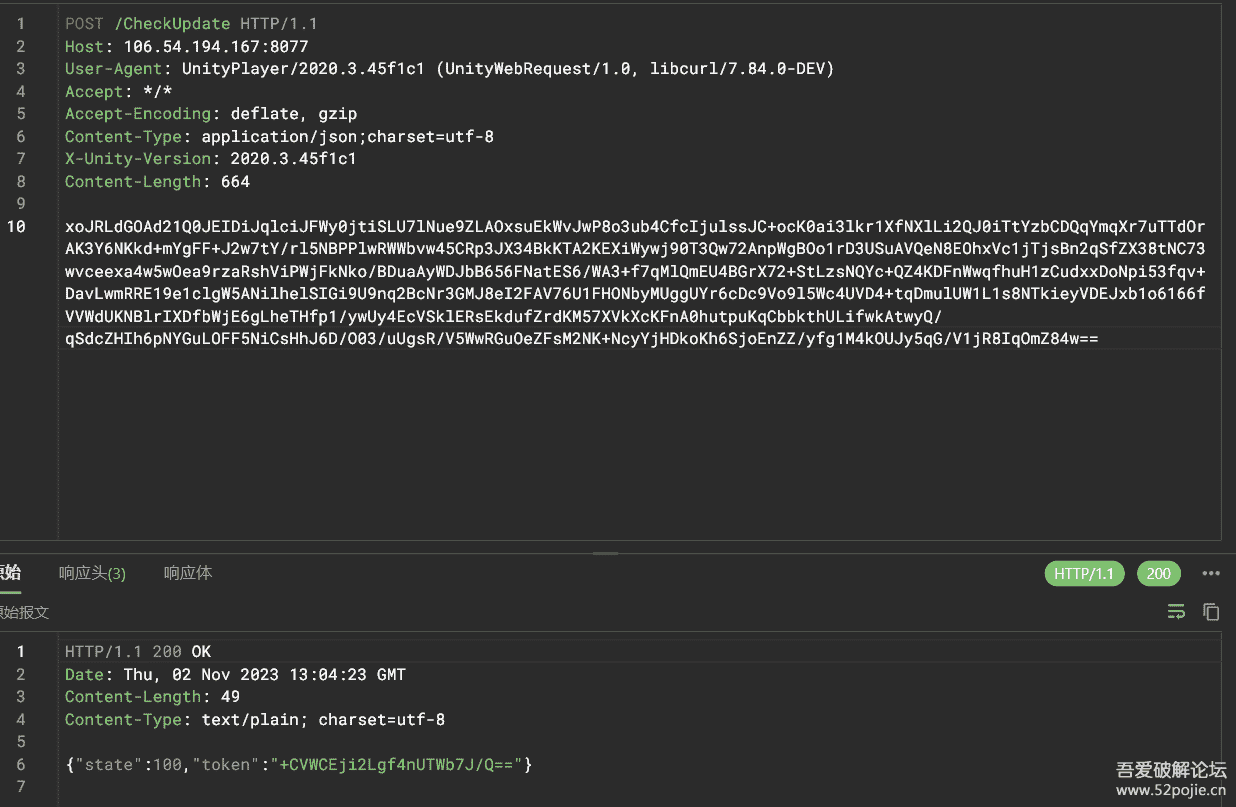 1 POST /CheckUpdate HTTP/1.1
2 Host: 106.54.194.167:8077
3 User-Agent: UnityPlayer/2020.3.45f1c1 (UnityWebRequest/1.0, libcurl/7.84.0-DEV)
4 Accept: */*
5 Accept-Encoding: deflate, gzip
6 Content-Type: application/json;charset=utf-8
7 X-Unity-Version: 2020.3.45f1c1
8 Content-Length: 664
9
10 xoJRLdGOAd21Q0JEIDiJqlciJFWy0jtiSLU7lNue9ZLAOxsuEkWvJwP8o3ub4CfcIjulssJC+ocK0ai3lkr1XfNXlLi2QJ0iTtYzbCDQqYmqXr7uTTdOr
AK3Y6NKkd+mYgFF+J2w7tY/rl5NBPPlwRWWbvw45CRp3JX34BkKTA2KEXiWywj90T3Qw72AnpWgBOo1rD3USuAVQeN8EOhxVc1jTjsBn2qSfZX38tNC73
wvceexa4w5wOea9rzaRshViPWjFkNko/BDuaAyWDJbB656FNatES6/WA3+f7qMlQmEU4BGrX72+StLzsNQYc+QZ4KDFnWwqfhuH1zCudxxDoNpi53fqv+
DavLwmRRE19e1clgW5ANilhelSIGi9U9nq2BcNr3GMJ8eI2FAV76U1FHONbyMUggUYr6cDc9Vo9l5Wc4UVD4+tqDmulUW1L1s8NTkieyVDEJxb1o6166f
VVWdUKNBlrIXDfbWjE6gLheTHfp1/ywUy4EcVSklERsEkdufZrdKM57XVkXcKFnA0hutpuKqCbbkthULifwkAtwyQ/
qSdcZHIh6pNYGuLOFF5NiCsHhJ6D/O03/uUgsR/V5WwRGuOeZFsM2NK+NcyYjHDkoKh6SjoEnZZ/yfg1M4kOUJy5qG/V1jR8IqOmZ84w==
原始 响应头(3) 响应体 HTTP/1.1 200
原始报文
1 HTTP/1.1 200 OK
2 Date: Thu, 02 Nov 2023 13:04:23 GMT
3 Content-Length: 49
4 Content-Type: text/plain; charset=utf-8
5
6 {"state":100,"token":"+CVWCEji2Lgf4nUTWb7J/Q=="}
7
吾爱破解论坛
www.52pojie.cn